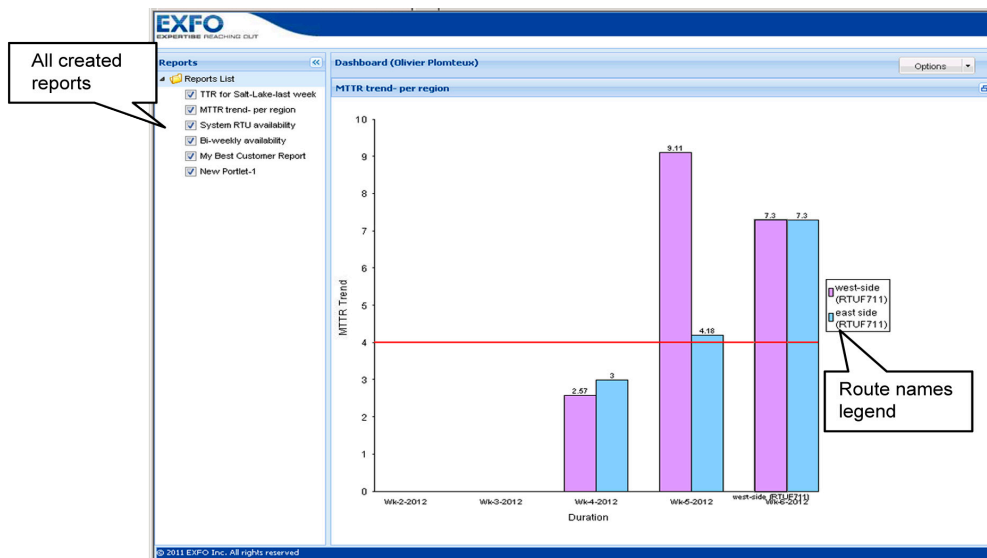 EXFO
EXPERTISE REACHING OUT
All created
reports
Reports
Reports List
TTR for Salt-Lake-last week
MTTR trend- per region
System RTU availability
Bi-weekly availability
My Best Customer Report
New Portlet-1
Dashboard (Olivier Plomteux)
Options
MTTR trend- per region
10
9
8
7
6
5
4
3
2
1
0
MTTR Trend
2.57
3
9.11
4.18
7.3
7.3
Wk-2-2012
Wk-3-2012
Wk-4-2012
Wk-5-2012
west-side (RTUF711)
Wk-6-2012
Duration
west-side
(RTUF711)
east side
(RTUF711)
Route names
legend
© 2011 EXFO Inc. All rights reserved